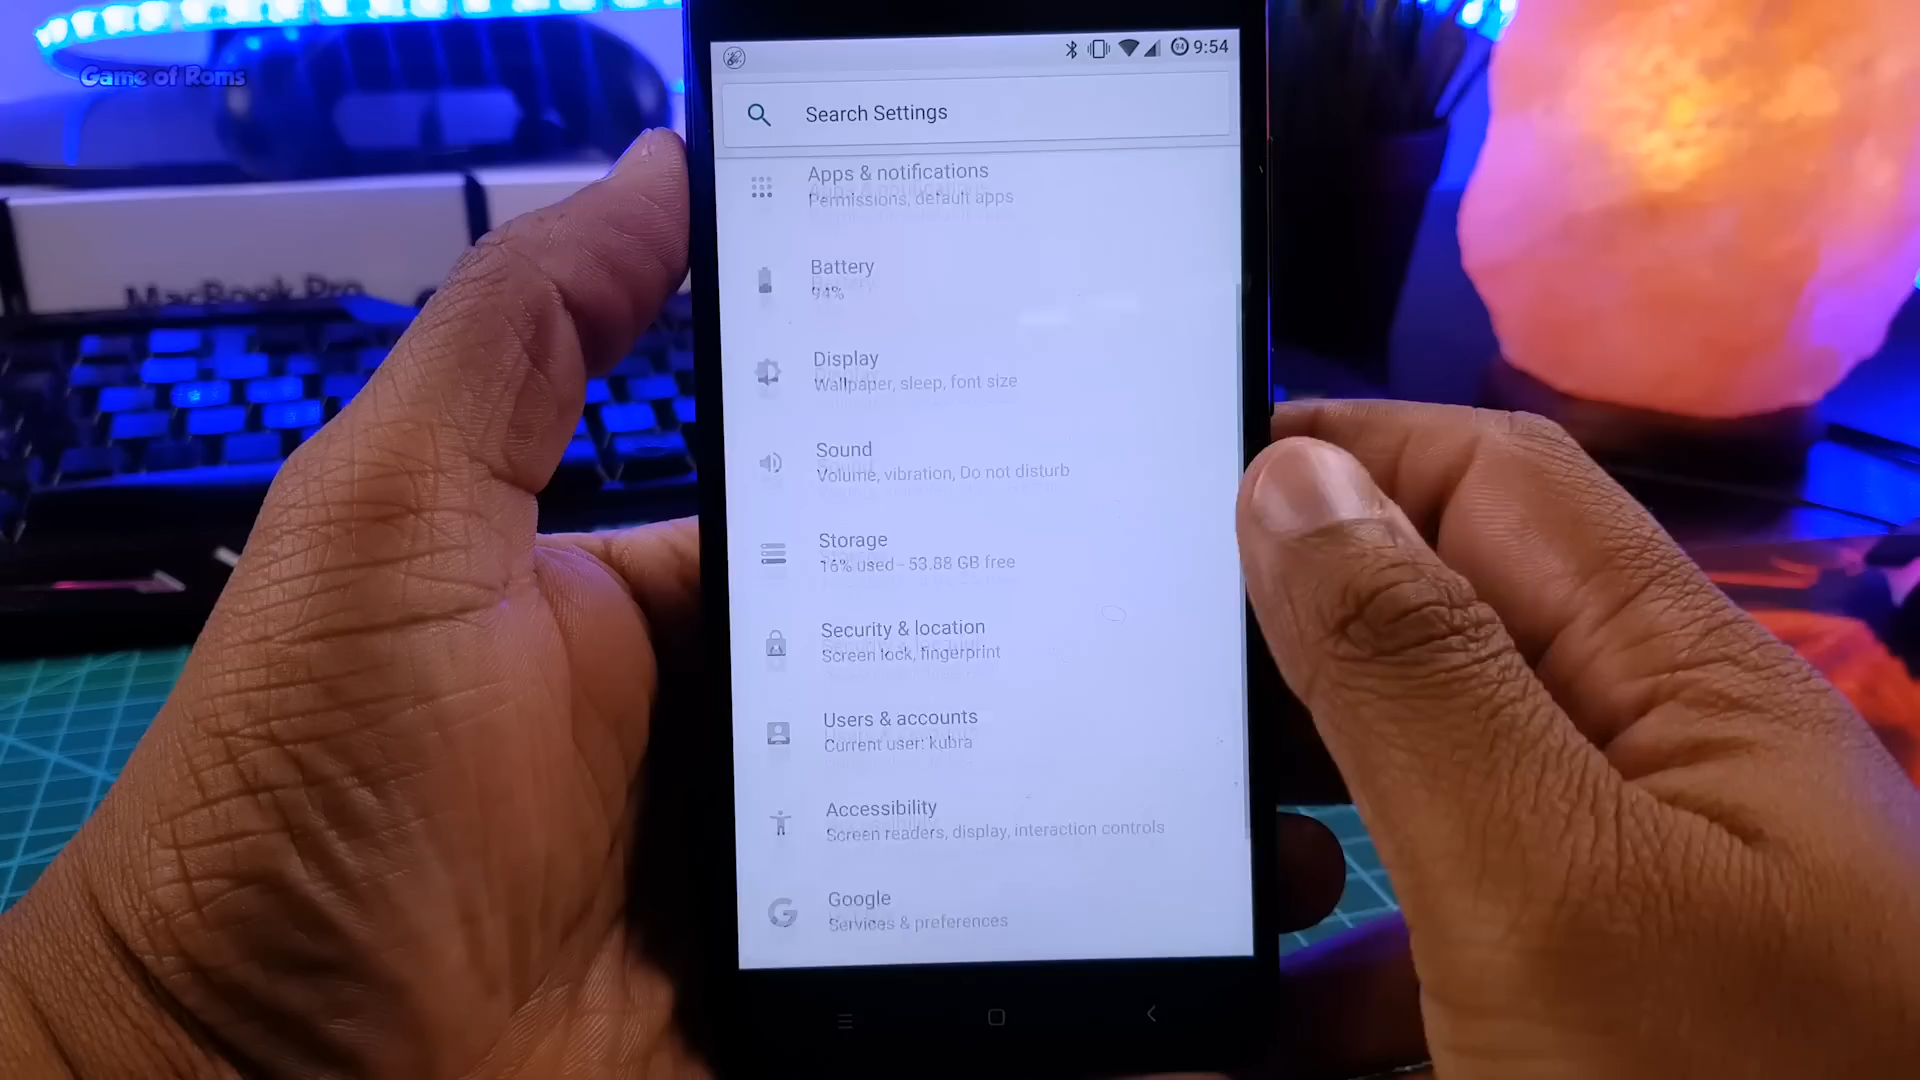 Game of Roms
94 9:54
Search Settings
Apps & notifications
Permissions, default apps
Battery
94%
Display
Wallpaper, sleep, font size
Sound
Volume, vibration, Do not disturb
Storage
16% used - 53.88 GB free
Security & location
Screen lock, fingerprint
Users & accounts
Current user: kubra
Accessibility
Screen readers, display, interaction controls
Google
Services & preferences
MacBook Pro